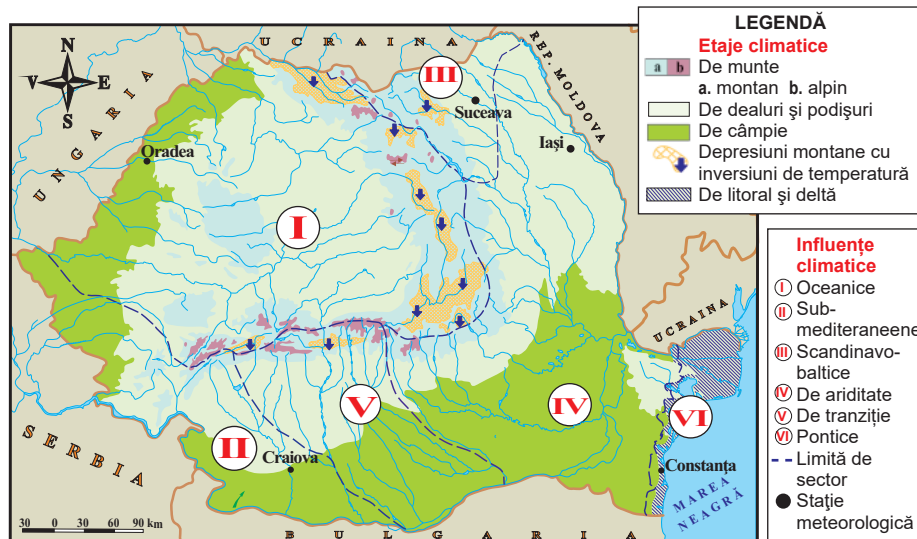 UCRAINA
REP. MOLDOVA
UNGARIA
N
V E
S
III
Suceava
Iaşi
Oradea
I
UCRAINA
V
IV
VI
II
Craiova
Constanţa
SERBIA
MAREA
NEAGRĂ
30 0 30 60 90 km
BULGARIA
LEGENDĂ
Etaje climatice
a b De munte
a. montan b. alpin
De dealuri şi podişuri
De câmpie
Depresiuni montane cu
inversiuni de temperatură
De litoral şi deltă
Influențe
climatice
I Oceanice
II Sub-
mediteraneene
III Scandinavo-
baltice
IV De ariditate
V De tranziție
VI Pontice
Limită de
sector
Staţie
meteorologică